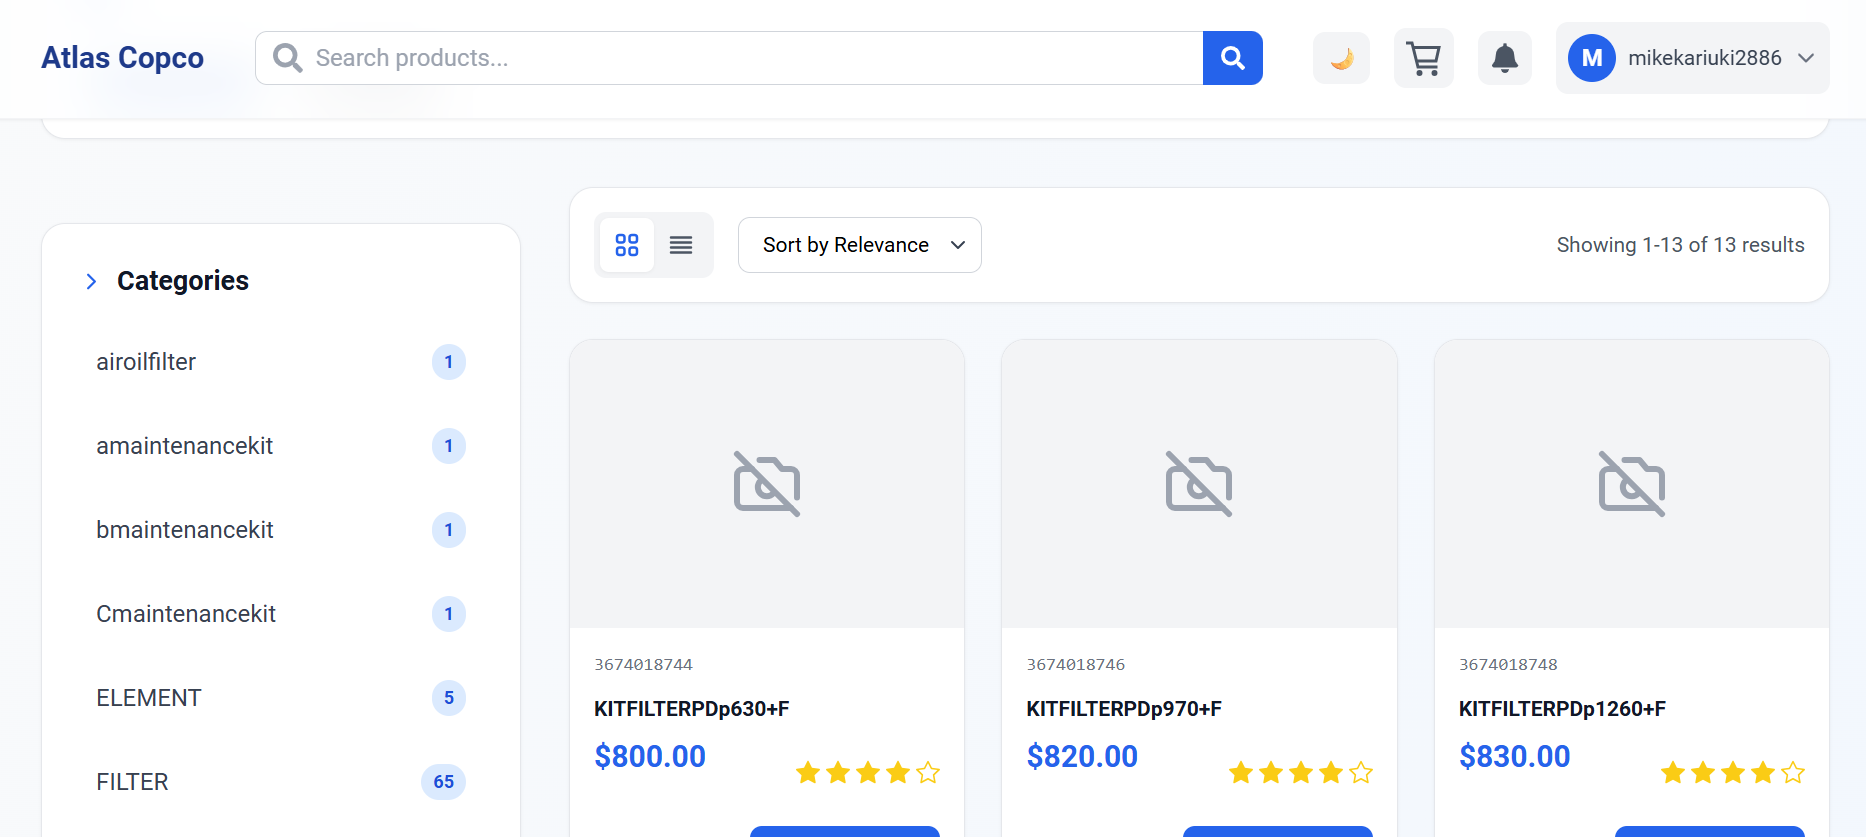 Atlas Copco
Search products...
M
mikekariuki2886
Sort by Relevance
Showing 1-13 of 13 results
Categories
airoilfilter 1
amaintenancekit 1
bmaintenancekit 1
Cmaintenancekit 1
ELEMENT 5
FILTER 65
3674018744
KITFILTERPDp630+F
$800.00
3674018746
KITFILTERPDp970+F
$820.00
3674018748
KITFILTERPDp1260+F
$830.00